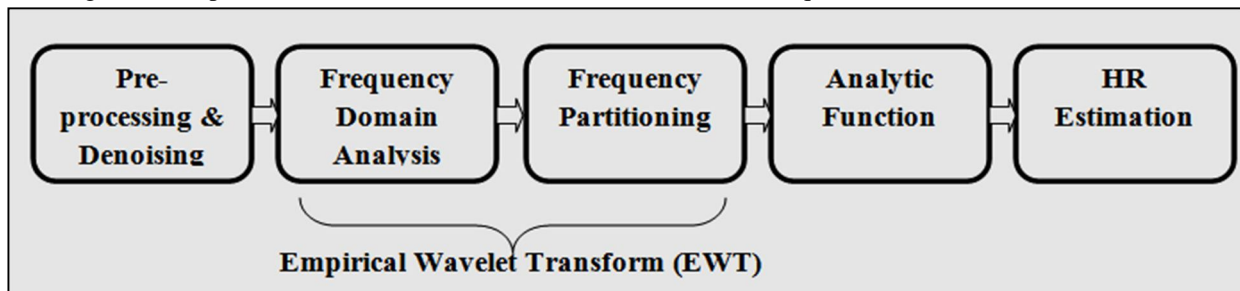 Pre-
processing &
Denoising
Frequency
Domain
Analysis
Frequency
Partitioning
Analytic
Function
HR
Estimation
Empirical Wavelet Transform (EWT)